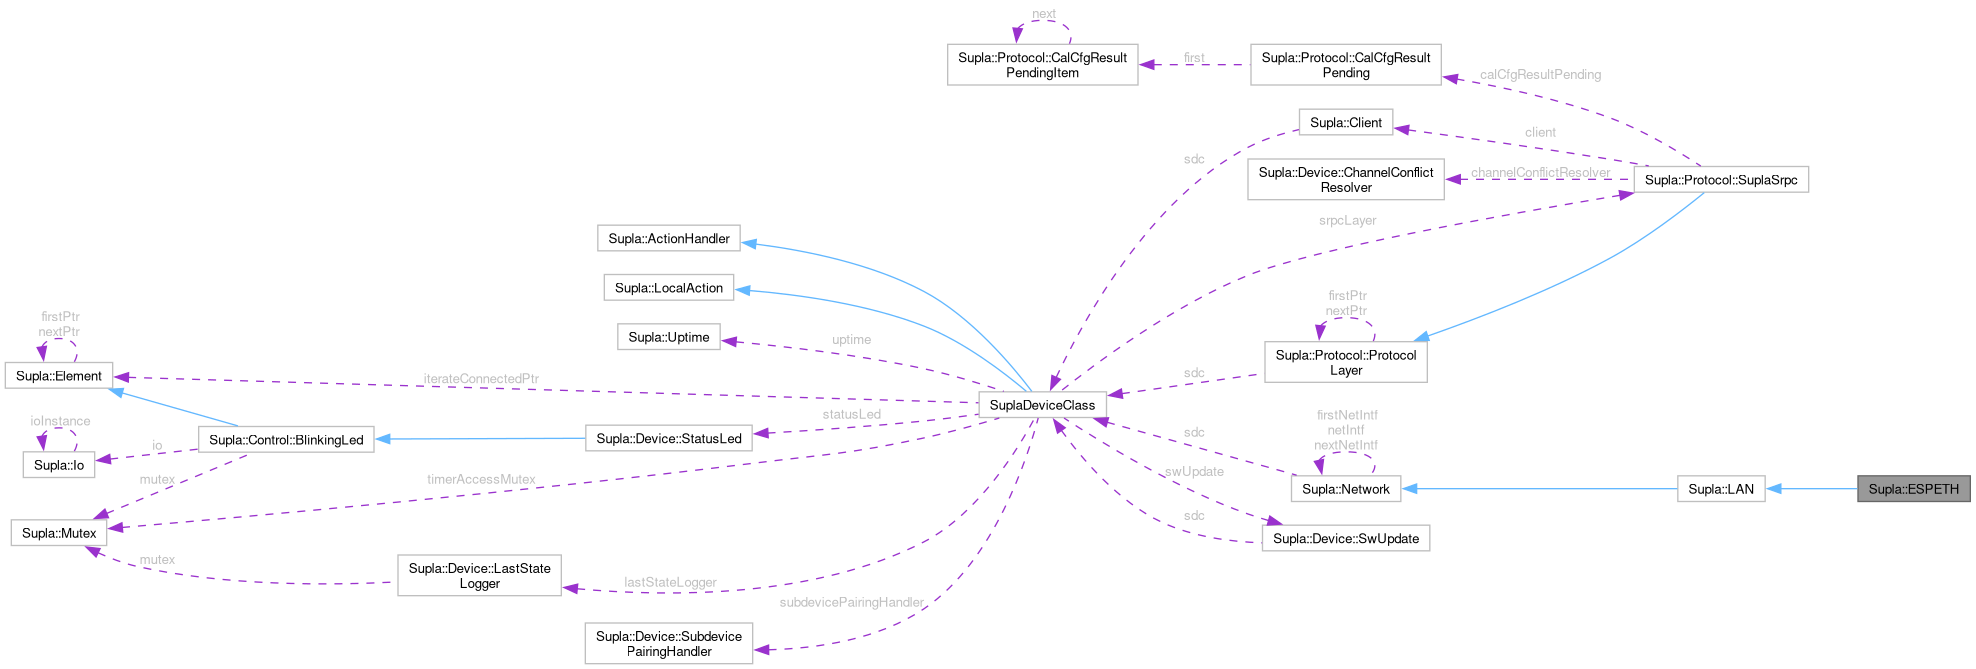 next
Supla::Protocol::CalCfgResult
PendingItem
first
Supla::Protocol::CalCfgResult
Pending
calCfgResultPending
Supla::Client
client
sdc
Supla::Device::ChannelConflict
Resolver
channelConflictResolver
Supla::Protocol::SuplaSrpc
srpcLayer
Supla::ActionHandler
Supla::LocalAction
firstPtr
nextPtr
Supla::Uptime
uptime
firstPtr
nextPtr
Supla::Protocol::Protocol
Layer
Supla::Element
iterateConnectedPtr
sdc
SuplaDeviceClass
statusLed
ioInstance
Supla::Control::BlinkingLed
Supla::Device::StatusLed
io
Supla::Io
firstNetIntf
netIntf
nextNetIntf
sdc
mutex
timerAccessMutex
swUpdate
Supla::Network
Supla::LAN
Supla::ESPETH
sdc
Supla::Mutex
Supla::Device::SwUpdate
mutex
Supla::Device::LastState
Logger
lastStateLogger
subdevicePairingHandler
Supla::Device::Subdevice
PairingHandler